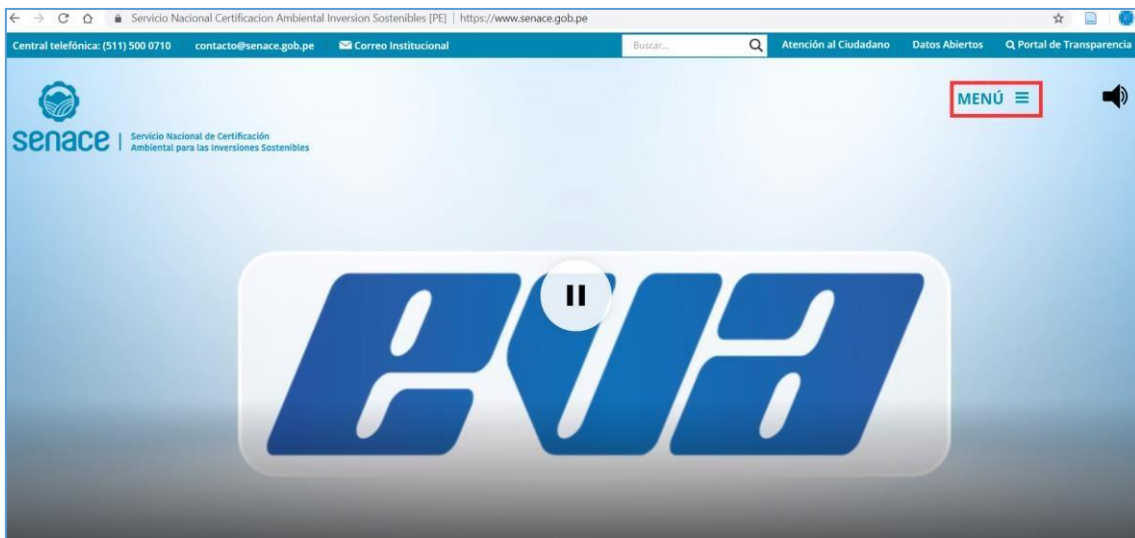 Servicio Nacional Certificacion Ambiental Inversion Sostenibles [PE] | https://www.senace.gob.pe
Central telefónica: (511) 500 0710 contacto@senace.gob.pe Correo Institucional Buscar... Atención al Ciudadano Datos Abiertos Portal de Transparencia
MENÚ
senace | Servicio Nacional de Certificación
Ambiental para las Inversiones Sostenibles
eva